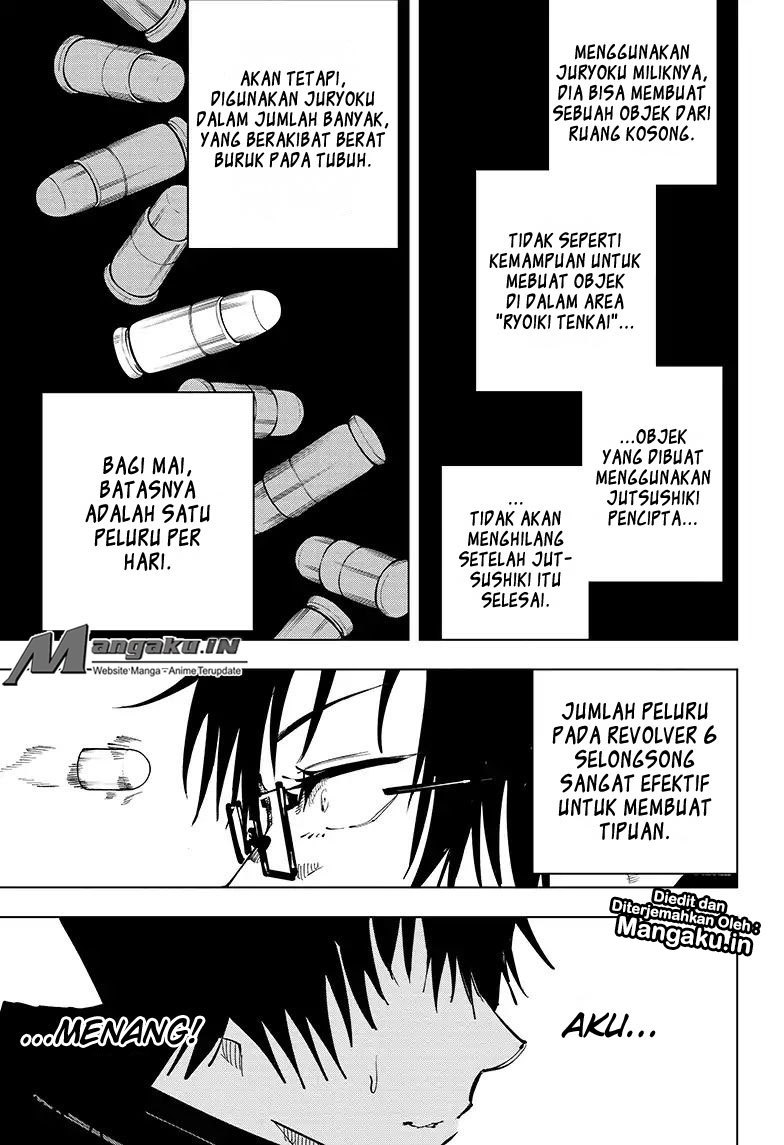 MENGGUNAKAN
JURYOKU MILIKNYA,
DIA BISA MEMBUAT
SEBUAH OBJEK DARI
RUANG KOSONG.
TIDAK SEPERTI
KEMAMPUAN UNTUK
MEBUAT OBJEK
DI DALAM AREA
"RYOIKI TENKAI"...
...OBJEK
YANG DIBUAT
MENGGUNAKAN
JUTSUSHIKI
PENCIPTA...
...
TIDAK AKAN
MENGHILANG
SETELAH JUT-
SUSHIKI ITU
SELESAI.
AKAN TETAPI,
DIGUNAKAN JURYOKU
DALAM JUMLAH BANYAK,
YANG BERAKIBAT BERAT
BURUK PADA TUBUH.
BAGI MAI,
BATASNYA
ADALAH SATU
PELURU PER
HARI.
Mangaku.IN
Website Manga - Anime Terupdate
JUMLAH PELURU
PADA REVOLVER 6
SELONGSONG
SANGAT EFEKTIF
UNTUK MEMBUAT
TIPUAN.
Diedit dan
Diterjemahkan Oleh :
Mangaku.in
AKU...
...MENANG!